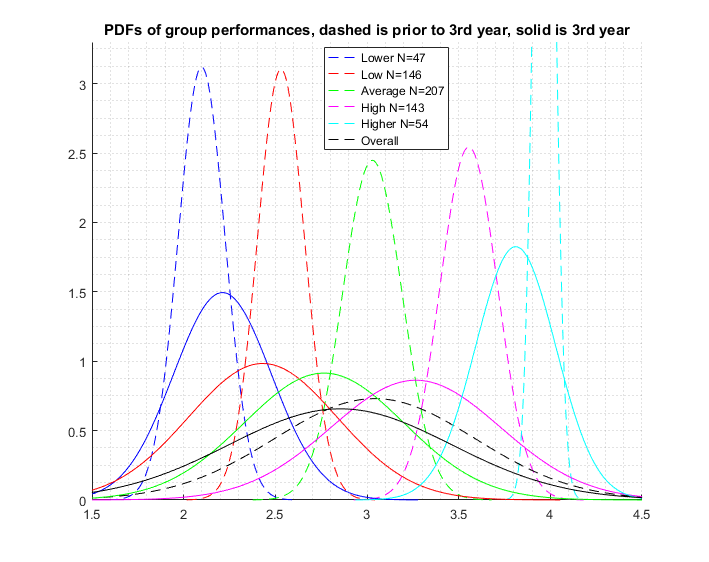 PDFs of group performances, dashed is prior to 3rd year, solid is 3rd year
Lower N=47
Low N=146
Average N=207
High N=143
Higher N=54
Overall
3
2.5
2
1.5
1
0.5
0
1.5 2 2.5 3 3.5 4 4.5